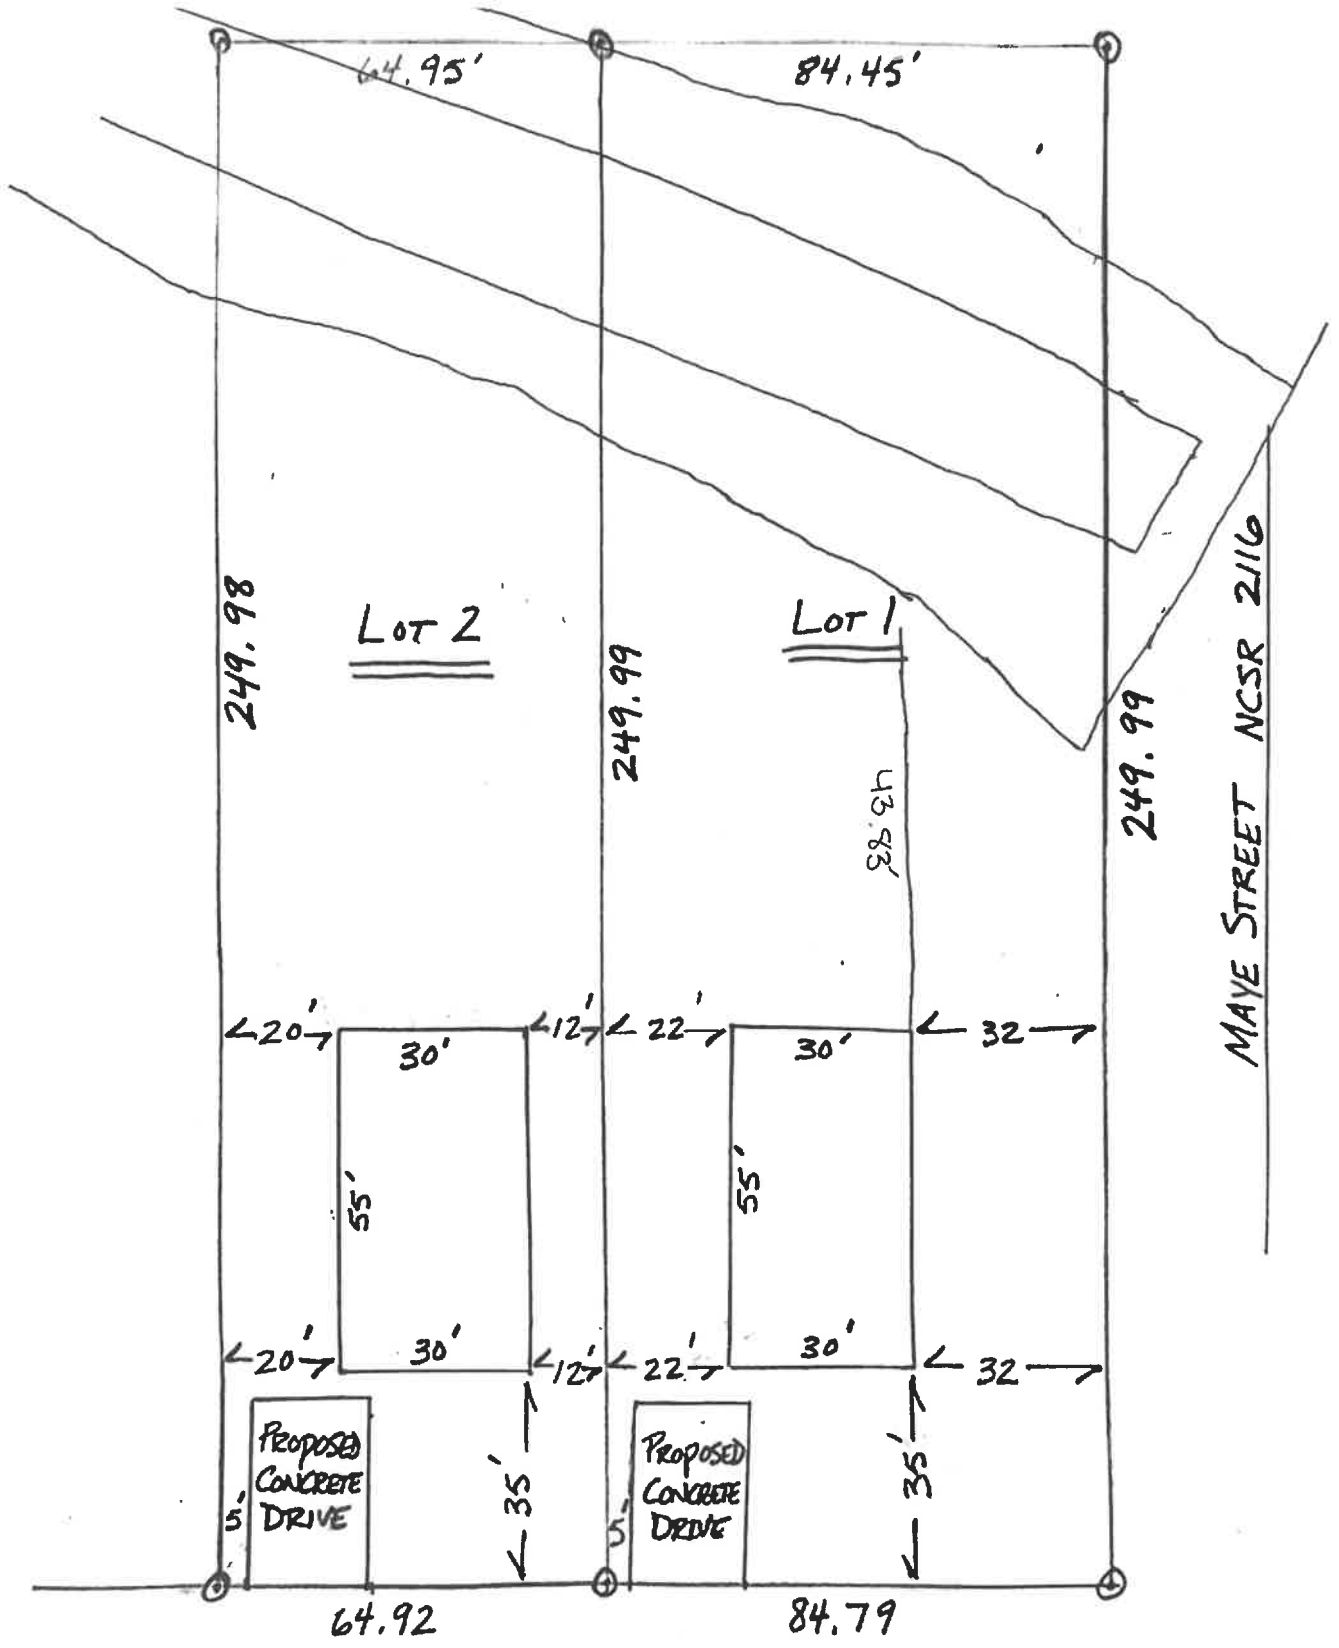 64.95'
84.45'
249.98
LOT 2
249.99
LOT 1
249.99
MAYE STREET NCSR 2116
43.83'
20'
30'
12'
22'
30'
32
55'
55'
20'
30'
12'
22'
30'
32
PROPOSED
CONCRETE
DRIVE
5'
35'
PROPOSED
CONCRETE
DRIVE
5'
35'
64.92
84.79